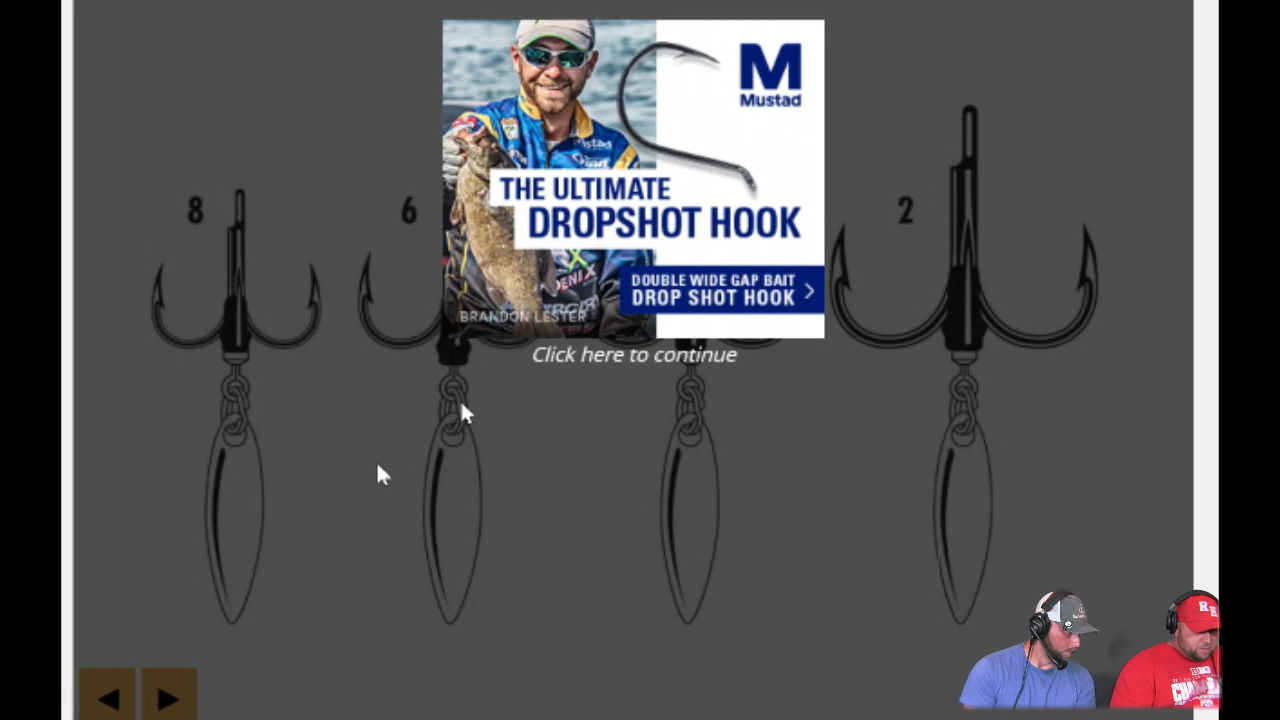 M
Mustad
8
6
2
Mustad
THE ULTIMATE
DROPSHOT HOOK
DOUBLE WIDE GAP BAIT
DROP SHOT HOOK
BRANDON LESTER
Click here to continue
R